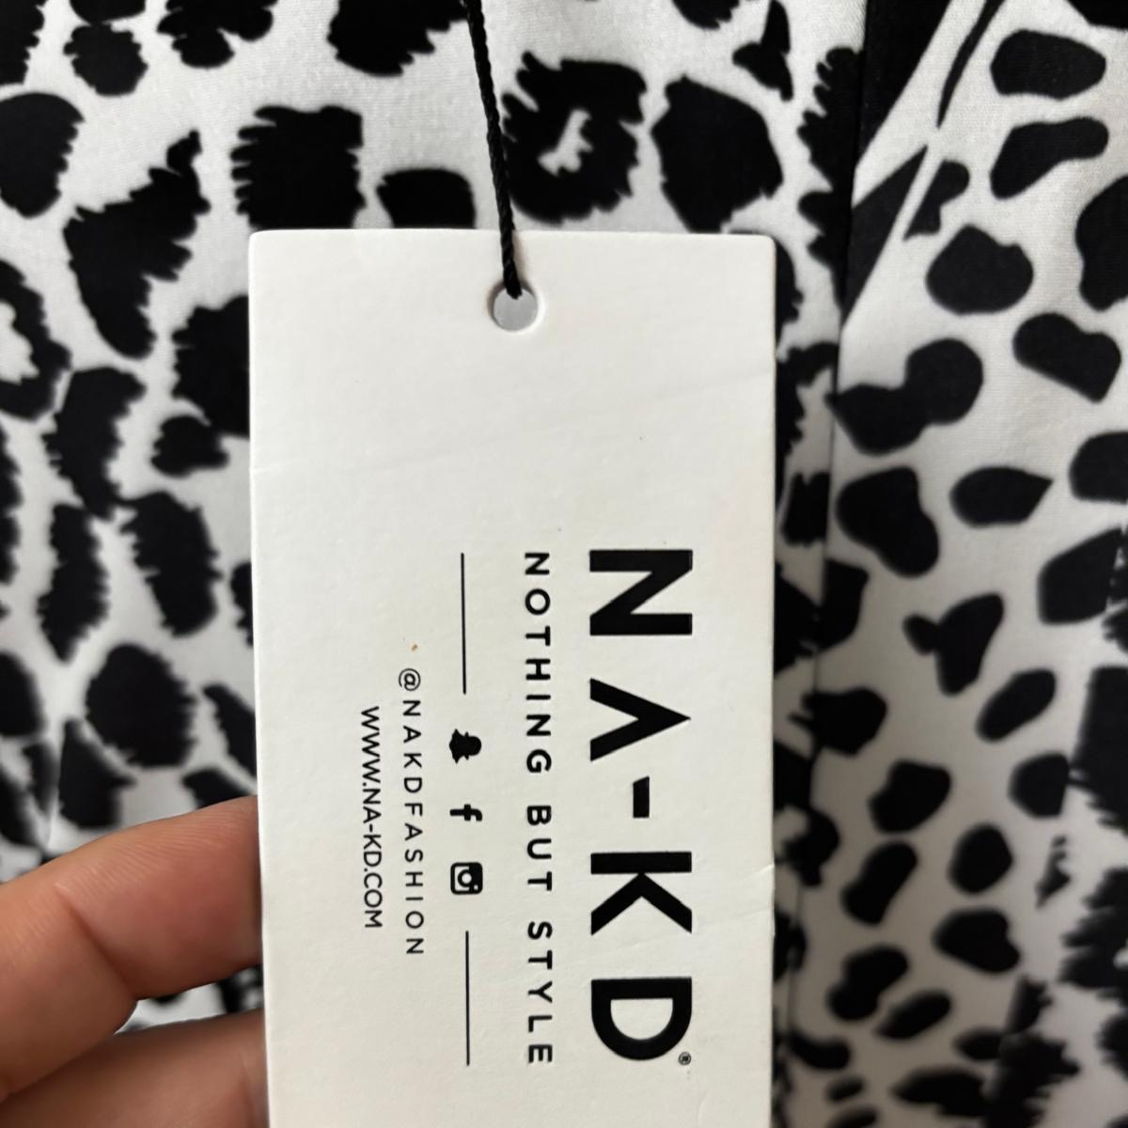 NA-KD®
NOTHING BUT STYLE
@NAKDFASHION
WWW.NA-KD.COM